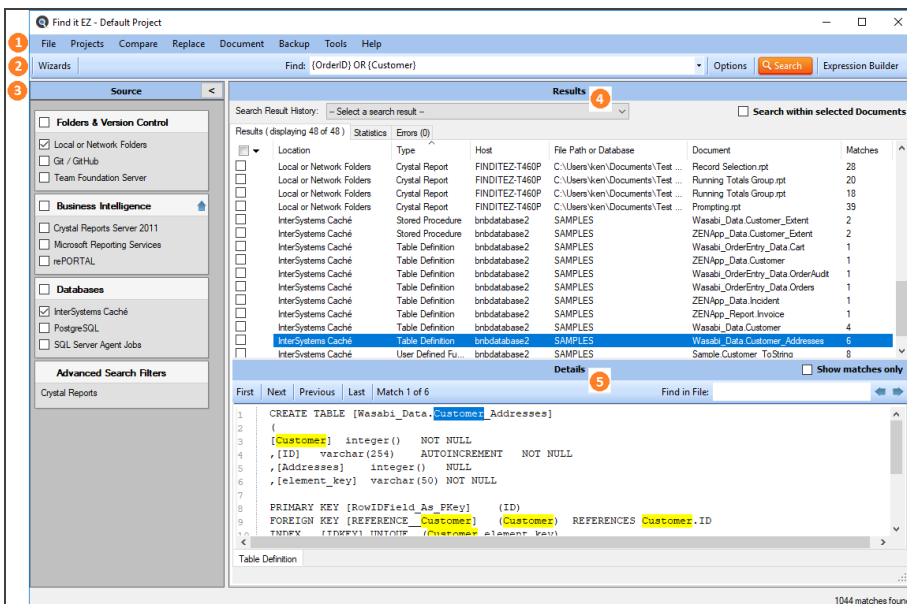 Find it EZ - Default Project
1
File Projects Compare Replace Document Backup Tools Help
2
Wizards Find: {OrderID} OR {Customer} Options Search Expression Builder
3
Source <
Folders & Version Control
Local or Network Folders
Git / GitHub
Team Foundation Server
Business Intelligence
Crystal Reports Server 2011
Microsoft Reporting Services
rePORTAL
Databases
InterSystems Caché
PostgreSQL
SQL Server Agent Jobs
Advanced Search Filters
Crystal Reports
Results
4
Search Result History: -- Select a search result -- Search within selected Documents
Results ( displaying 48 of 48 ) Statistics Errors (0)
Location Type Host File Path or Database Document Matches
Local or Network Folders Crystal Report FINDITEZ-T460P C:\Users\ken\Documents\Test ... Record Selection.rpt 28
Local or Network Folders Crystal Report FINDITEZ-T460P C:\Users\ken\Documents\Test ... Running Totals Group.rpt 20
Local or Network Folders Crystal Report FINDITEZ-T460P C:\Users\ken\Documents\Test ... Running Totals Group.rpt 18
Local or Network Folders Crystal Report FINDITEZ-T460P C:\Users\ken\Documents\Test ... Prompting.rpt 39
InterSystems Caché Stored Procedure bnbdatabase2 SAMPLES Wasabi_Data.Customer_Extent 2
InterSystems Caché Stored Procedure bnbdatabase2 SAMPLES ZENApp_Data.Customer_Extent 2
InterSystems Caché Table Definition bnbdatabase2 SAMPLES Wasabi_OrderEntry_Data.Cart 1
InterSystems Caché Table Definition bnbdatabase2 SAMPLES ZENApp_Data.Customer 1
InterSystems Caché Table Definition bnbdatabase2 SAMPLES Wasabi_OrderEntry_Data.OrderAudit 1
InterSystems Caché Table Definition bnbdatabase2 SAMPLES Wasabi_OrderEntry_Data.Orders 1
InterSystems Caché Table Definition bnbdatabase2 SAMPLES ZENApp_Data.Incident 1
InterSystems Caché Table Definition bnbdatabase2 SAMPLES ZENApp_Report.Invoice 1
InterSystems Caché Table Definition bnbdatabase2 SAMPLES Wasabi_Data.Customer 4
InterSystems Caché Table Definition bnbdatabase2 SAMPLES Wasabi_Data.Customer_Addresses 6
InterSystems Caché User Defined Fu... bnbdatabase2 SAMPLES Sample.Customer_ToString 8
Details Show matches only
5
First Next Previous Last Match 1 of 6 Find in File:
1 CREATE TABLE [Wasabi_Data.Customer_Addresses]
2 (
3 [Customer] integer() NOT NULL
4 ,[ID] varchar(254) AUTOINCREMENT NOT NULL
5 ,[Addresses] integer() NULL
6 ,[element_key] varchar(50) NOT NULL
7
8 PRIMARY KEY [RowIDField_As_PKey] (ID)
9 FOREIGN KEY [REFERENCE__Customer] (Customer) REFERENCES Customer.ID
10 INDEX [IDKEY] UNIQUE (Customer,element_key)
Table Definition
1044 matches found